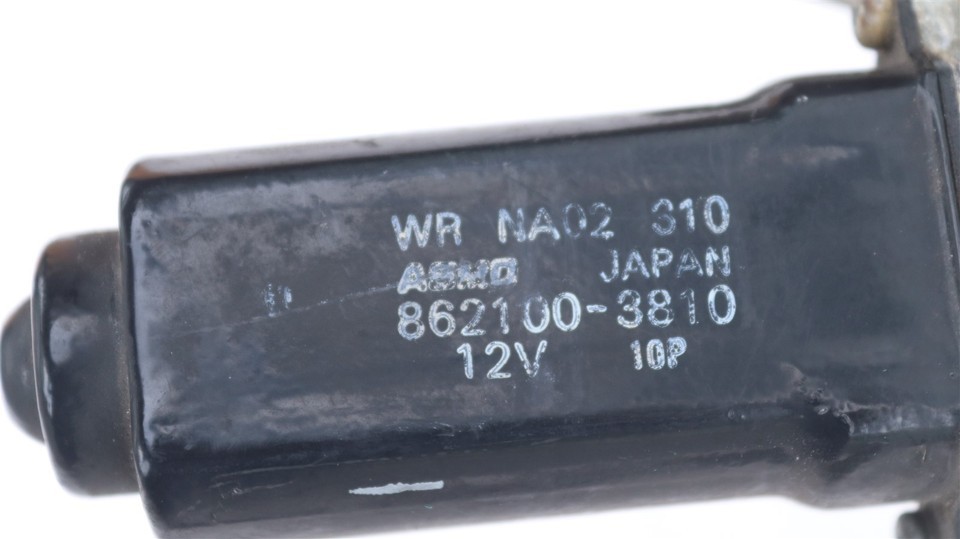 WR NA02 310
ASMO JAPAN
862100-3810
12V 10P